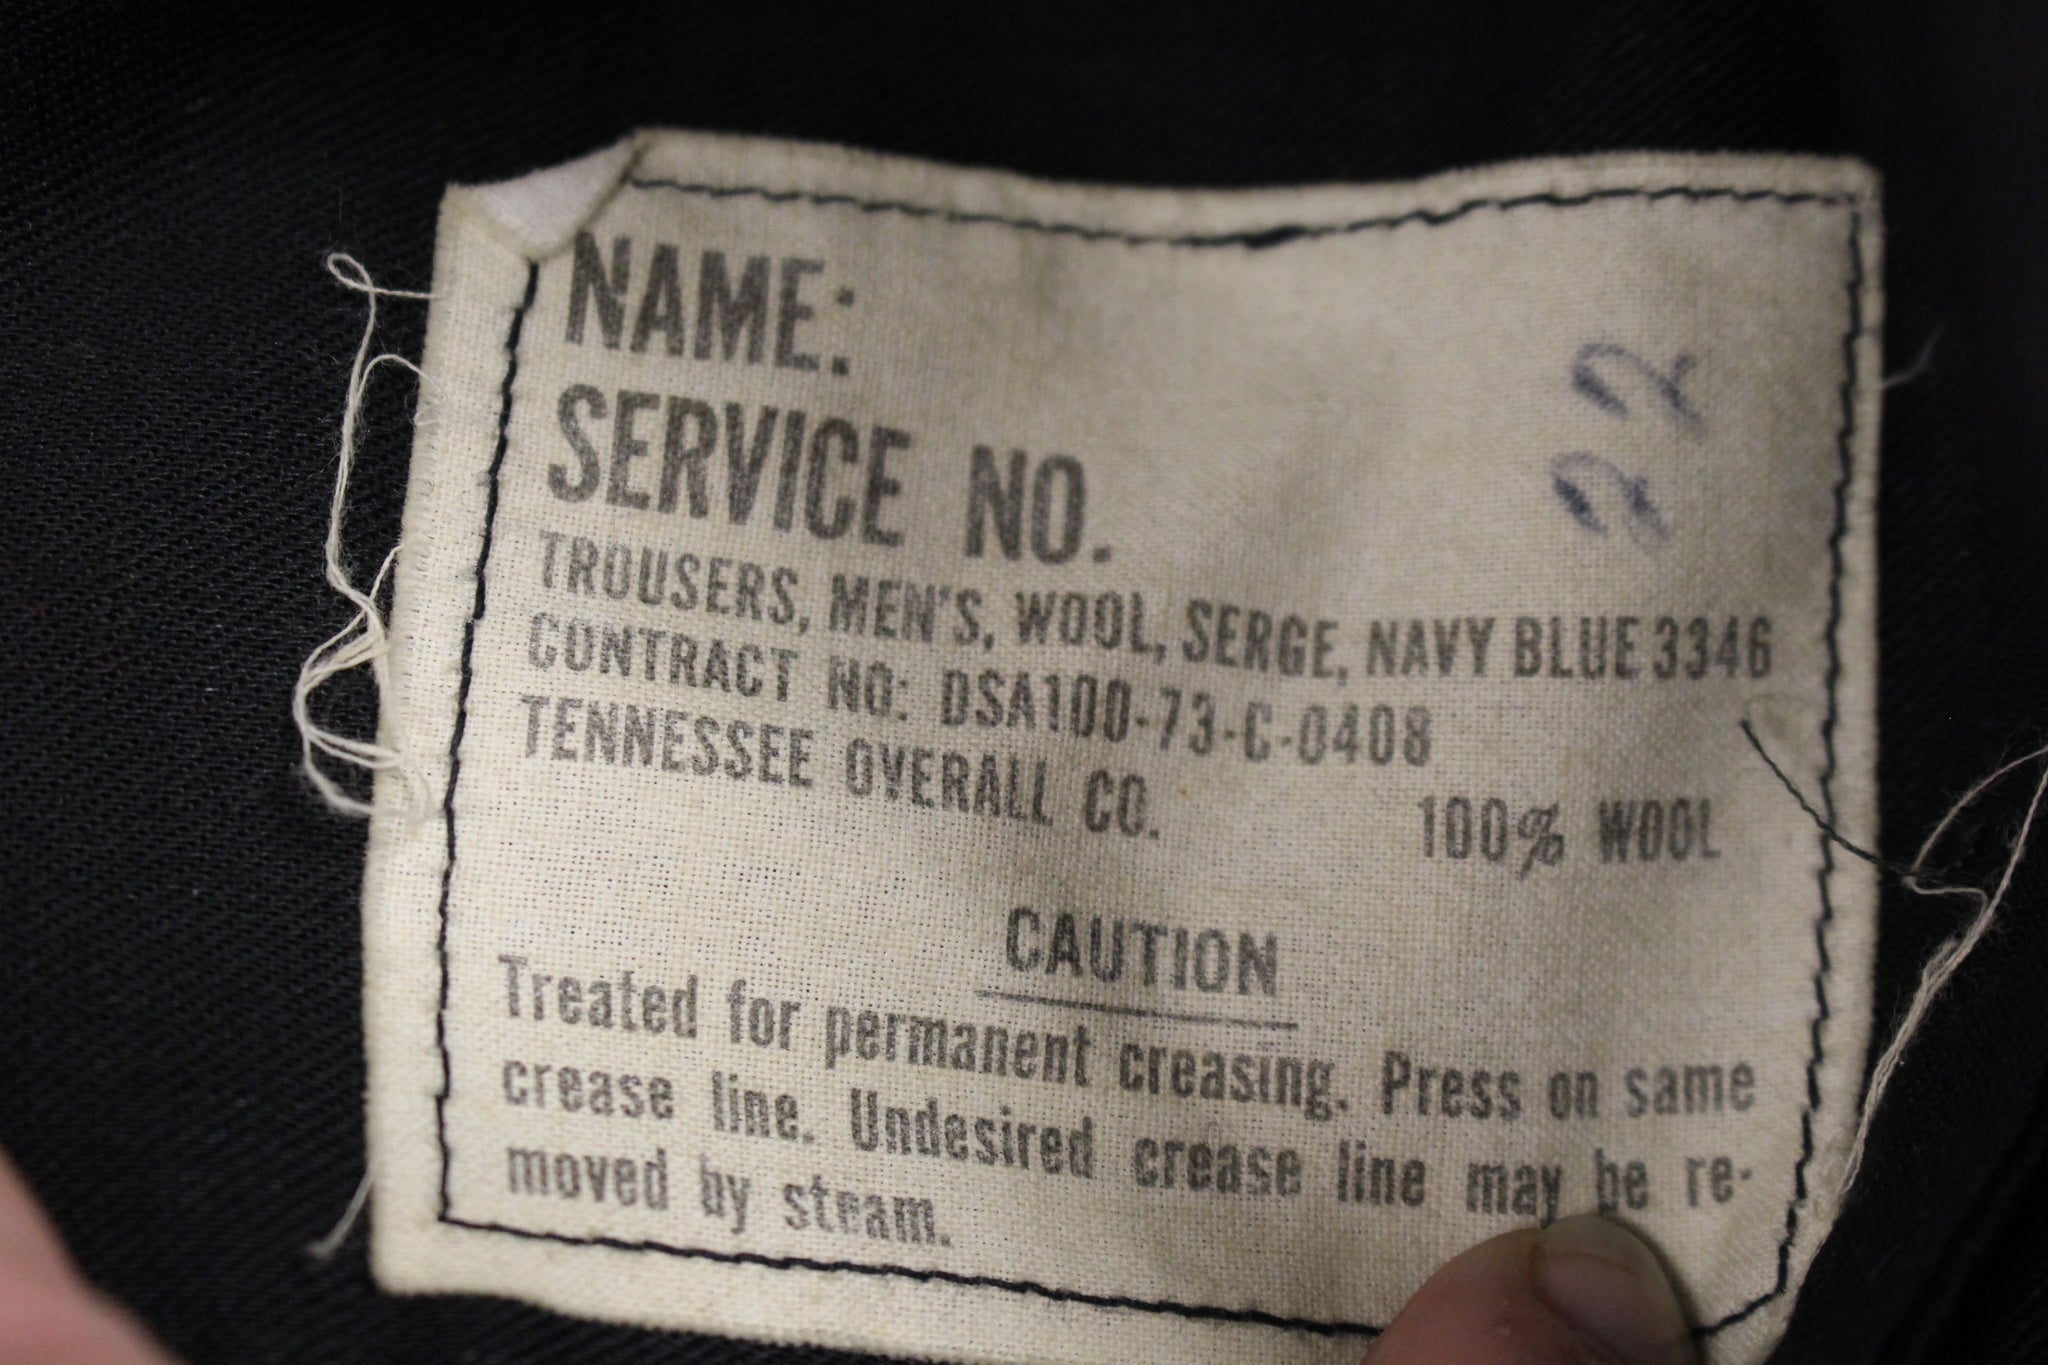 NAME:
SERVICE NO.
22
22
TROUSERS, MEN'S, WOOL, SERGE, NAVY BLUE 3346
CONTRACT NO: DSA100-73-C-0408
TENNESSEE OVERALL CO.
100% WOOL
CAUTION
Treated for permanent creasing. Press on same
crease line. Undesired crease line may be re-
moved by steam.